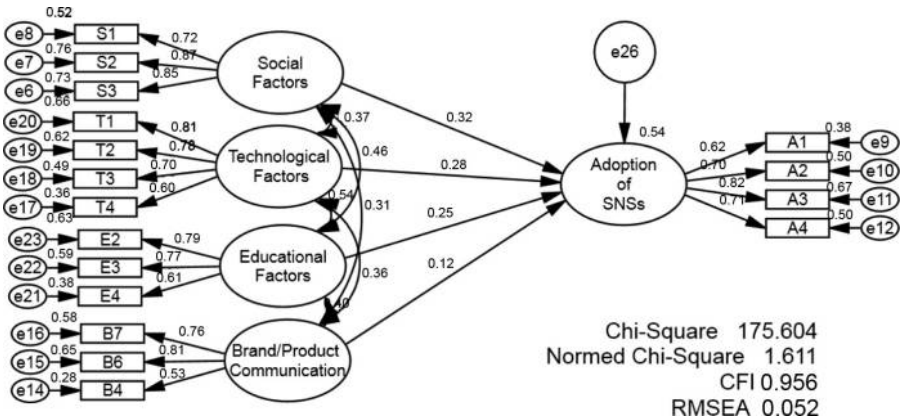 0.52
e8
S1
0.72
0.76
e7
S2
0.87
0.73
e6
S3
0.85
Social
Factors
0.66
e20
T1
0.81
0.62
e19
T2
0.78
0.49
e18
T3
0.70
0.36
e17
T4
0.60
Technological
Factors
0.63
e23
E2
0.79
0.59
e22
E3
0.77
0.38
e21
E4
0.61
Educational
Factors
0.58
e16
B7
0.76
0.65
e15
B6
0.81
0.28
e14
B4
0.53
Brand/Product
Communication
0.37
0.46
0.54
0.31
0.36
0.40
0.32
0.28
0.25
0.12
e26
0.54
Adoption
of
SNSs
0.62
A1
0.38
e9
0.70
A2
0.50
e10
0.82
A3
0.67
e11
0.71
A4
0.50
e12
Chi-Square 175.604
Normed Chi-Square 1.611
CFI 0.956
RMSEA 0.052